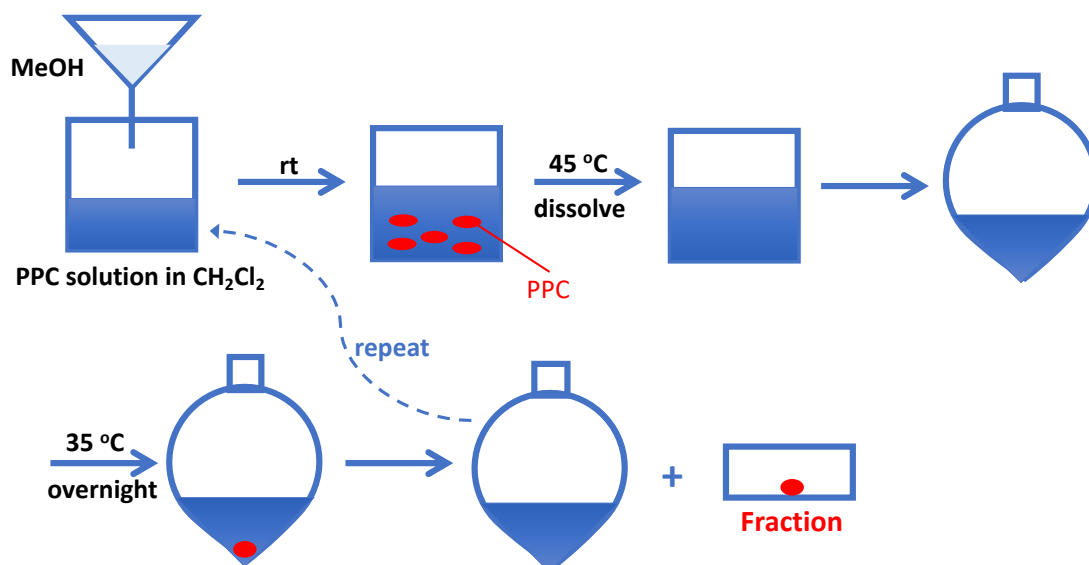 MeOH
rt
45 °C
dissolve
PPC solution in CH₂Cl₂
PPC
repeat
35 °C
overnight
+
Fraction